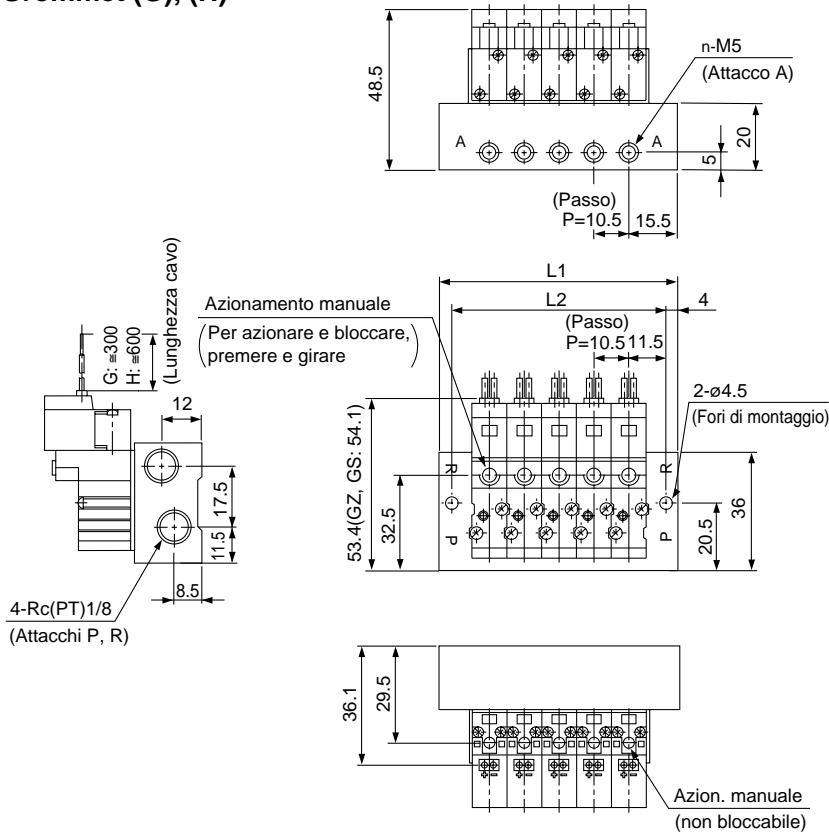 n-M5
(Attacco A)
48.5
A
A
20
5
(Passo)
P=10.5
15.5
L1
L2
4
(Passo)
P=10.5
11.5
Azionamento manuale
(Per azionare e bloccare,
premere e girare)
G: ≅300
H: ≅600
(Lunghezza cavo)
12
17.5
11.5
8.5
4-Rc(PT)1/8
(Attacchi P, R)
2-ø4.5
(Fori di montaggio)
53.4(GZ, GS: 54.1)
32.5
R
R
P
P
20.5
36
36.1
29.5
Azion. manuale
(non bloccabile)